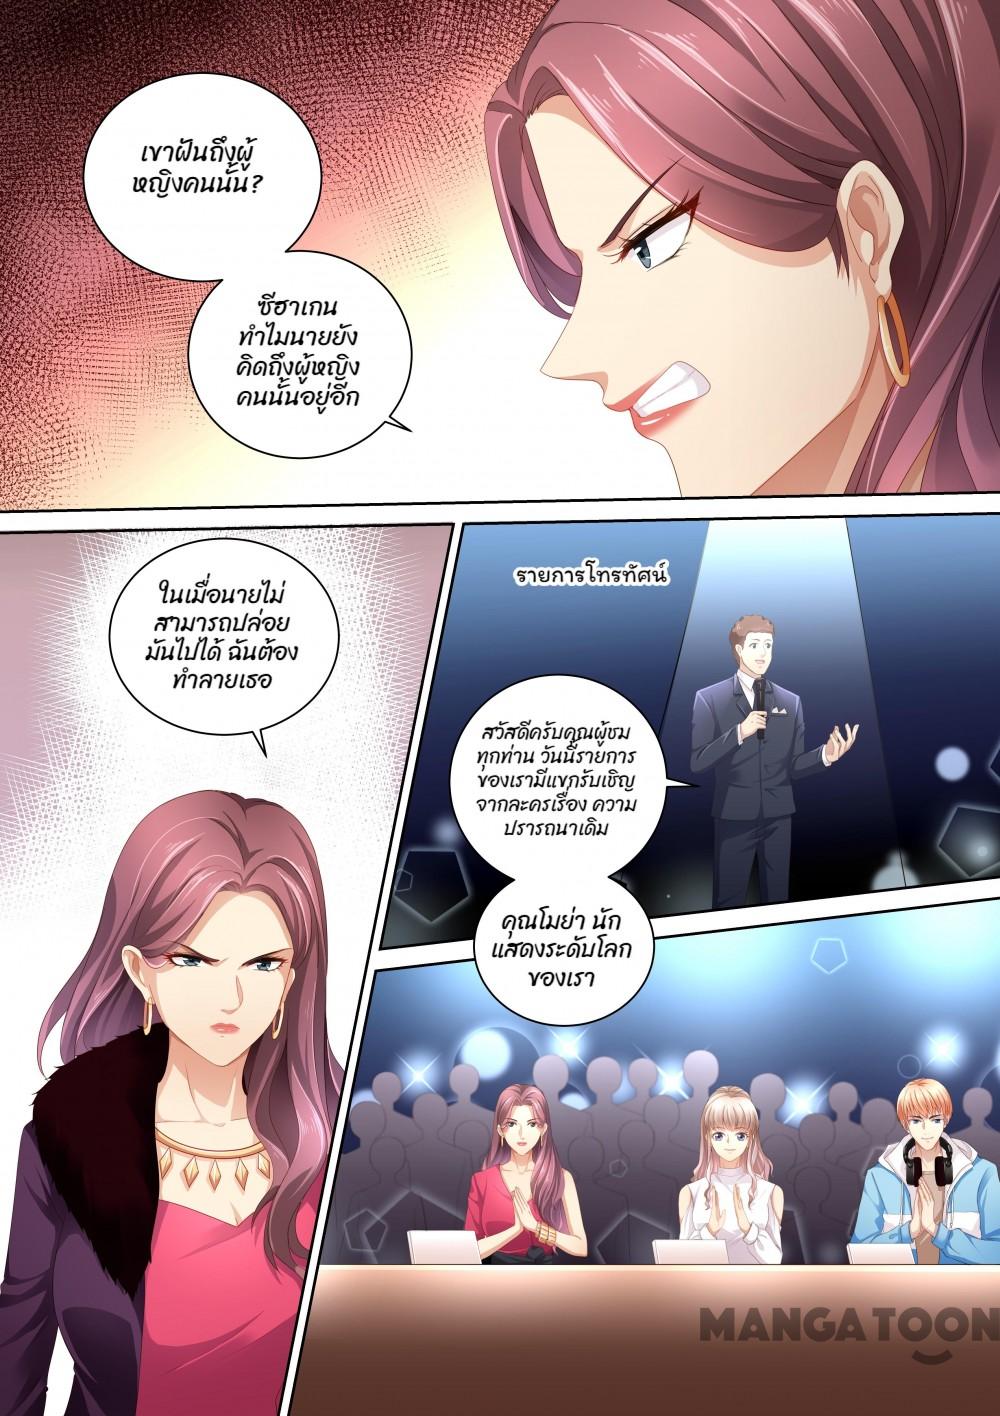 เขาฝันถึงผู้
หญิงคนนั้น?
ซีฮาเกน
ทำไมนายยัง
คิดถึงผู้หญิง
คนนั้นอยู่อีก
ในเมื่อนายไม่
สามารถปล่อย
มันไปได้ ฉันต้อง
ทำลายเธอ
รายการโทรทัศน์
สวัสดีครับคุณผู้ชม
ทุกท่าน วันนี้รายการ
ของเรามีแขกรับเชิญ
จากละครเรื่อง ความ
ปรารถนาเดิม
คุณโมย่า นัก
แสดงระดับโลก
ของเรา
MANGATOON